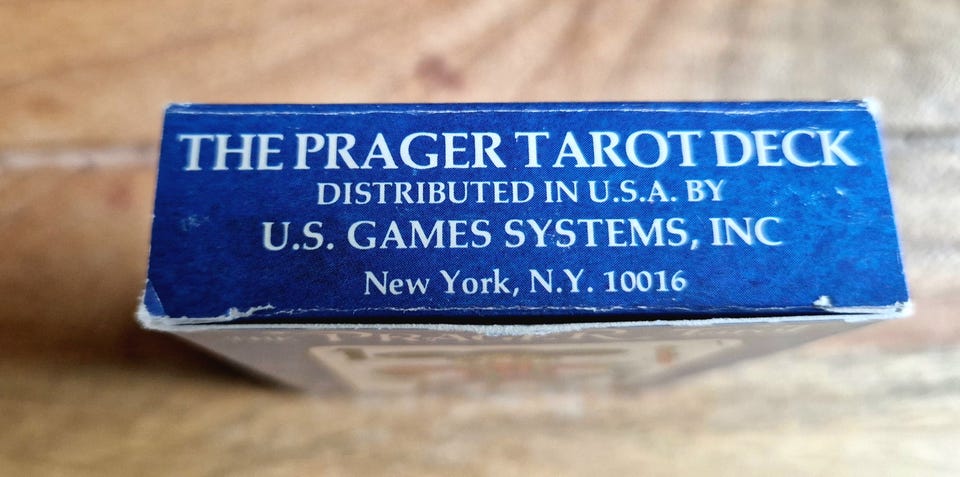 THE PRAGER TAROT DECK
DISTRIBUTED IN U.S.A. BY
U.S. GAMES SYSTEMS, INC
New York, N.Y. 10016